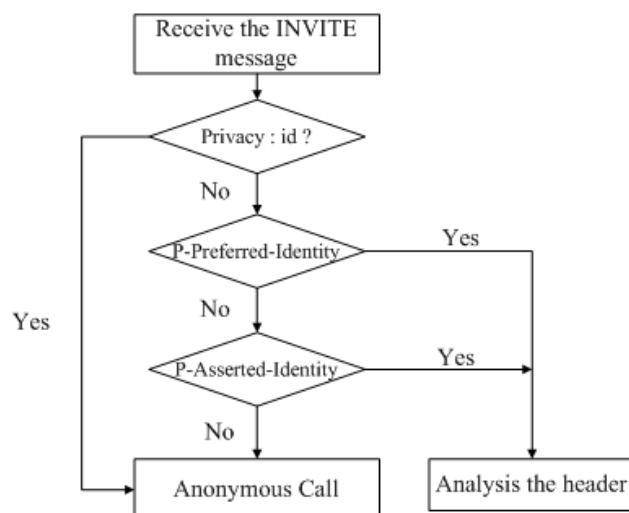 Receive the INVITE
message
Privacy : id ?
No
P-Preferred-Identity
Yes
No
Yes
P-Asserted-Identity
Yes
No
Anonymous Call
Analysis the header